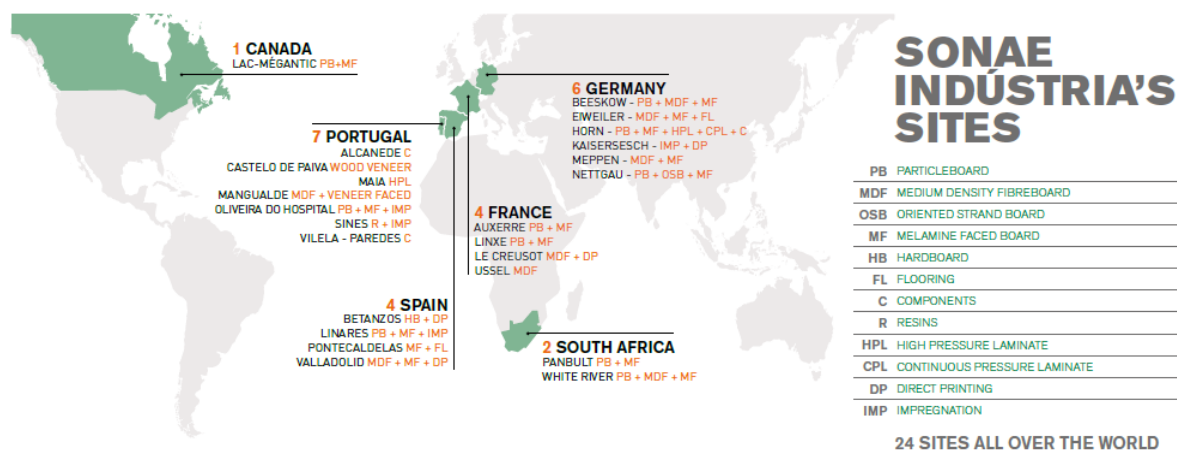 1 CANADA
LAC-MÉGANTIC PB+MF
7 PORTUGAL
ALCANEDE C
CASTELO DE PAIVA WOOD VENEER
MAIA HPL
MANGUALDE MDF + VENEER FACED
OLIVEIRA DO HOSPITAL PB + MF + IMP
SINES R + IMP
VILELA - PAREDES C
4 SPAIN
BETANZOS HB + DP
LINARES PB + MF + IMP
PONTECALDELAS MF + FL
VALLADOLID MDF + MF + DP
6 GERMANY
BEESKOW - PB + MDF + MF
EIWEILER - MDF + MF + FL
HORN - PB + MF + HPL + CPL + C
KAISERSESCH - IMP + DP
MEPPEN - MDF + MF
NETTGAU - PB + OSB + MF
4 FRANCE
AUXERRE PB + MF
LINXE PB + MF
LE CREUSOT MDF + DP
USSEL MDF
2 SOUTH AFRICA
PANBULT PB + MF
WHITE RIVER PB + MDF + MF
SONAE
INDÚSTRIA'S
SITES
PB PARTICLEBOARD
MDF MEDIUM DENSITY FIBREBOARD
OSB ORIENTED STRAND BOARD
MF MELAMINE FACED BOARD
HB HARDBOARD
FL FLOORING
C COMPONENTS
R RESINS
HPL HIGH PRESSURE LAMINATE
CPL CONTINUOUS PRESSURE LAMINATE
DP DIRECT PRINTING
IMP IMPREGNATION
24 SITES ALL OVER THE WORLD